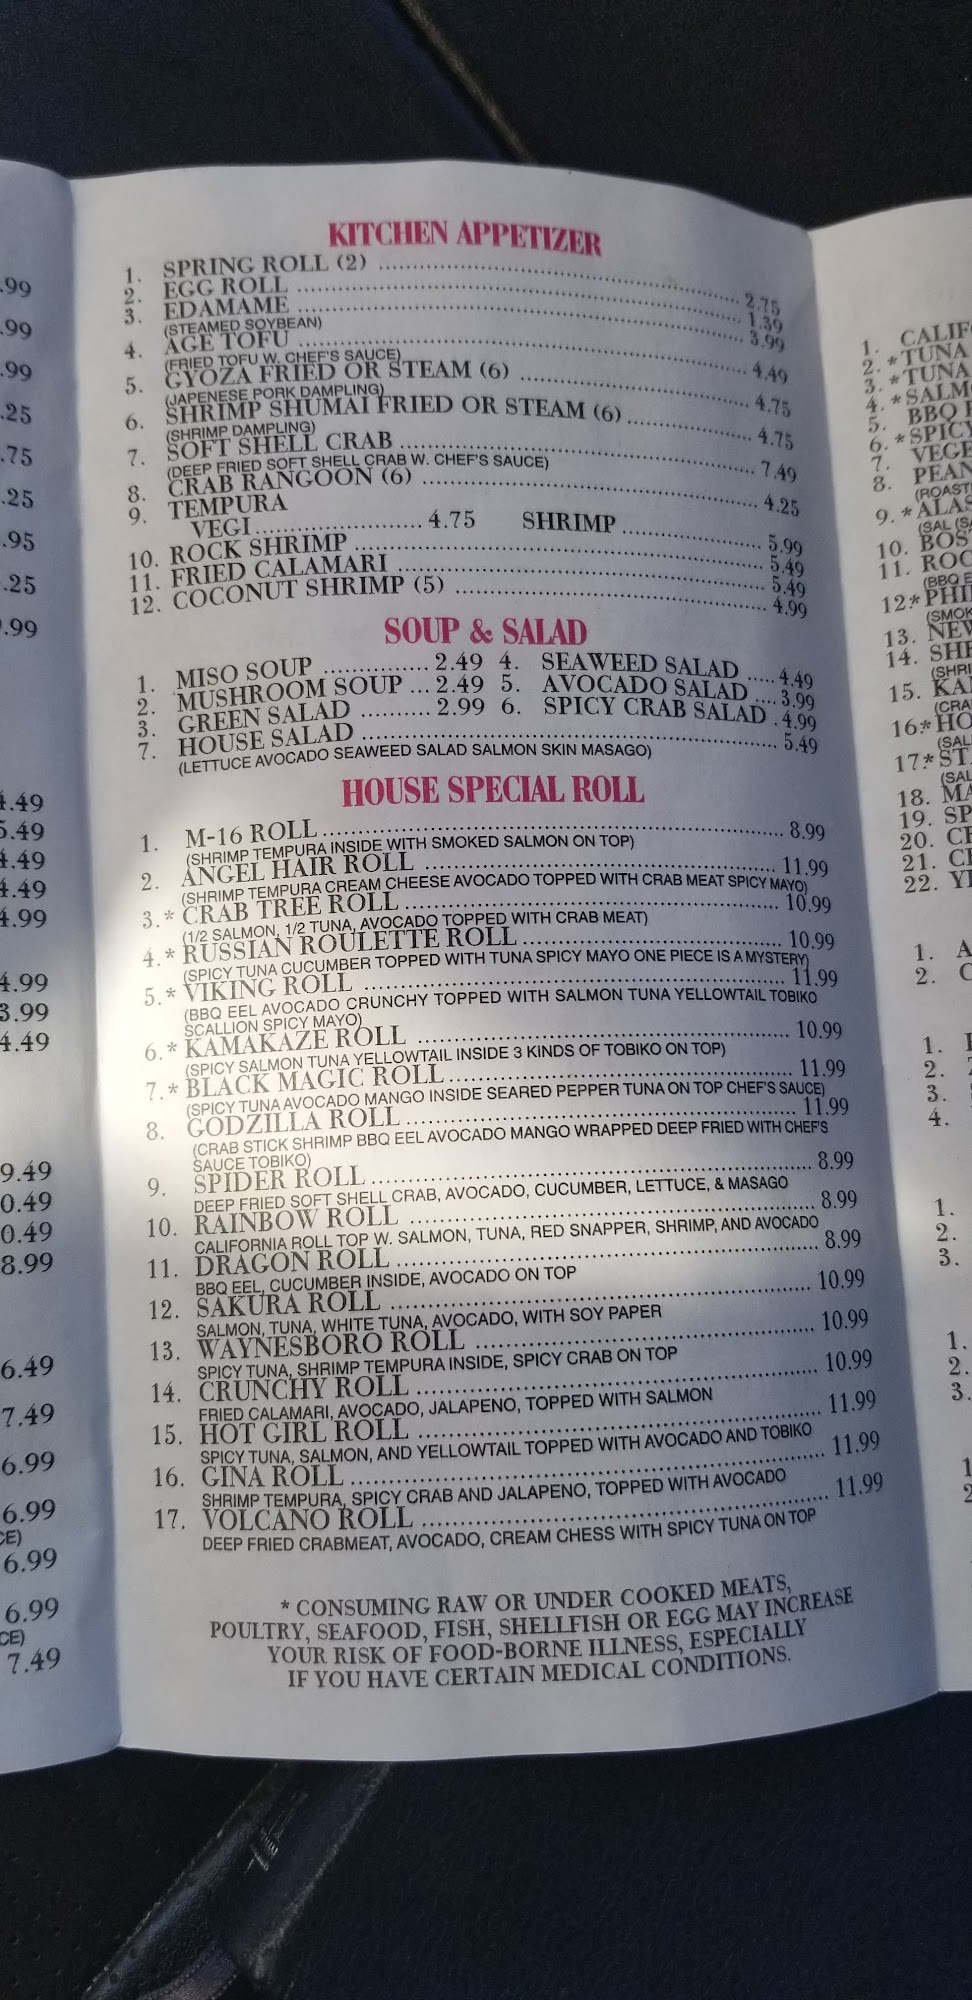 KITCHEN APPETIZER
1. SPRING ROLL (2) 2.75
2. EGG ROLL 1.39
3. EDAMAME 3.99
(STEAMED SOYBEAN)
4. AGE TOFU 4.49
(FRIED TOFU W. CHEF'S SAUCE)
5. GYOZA FRIED OR STEAM (6) 4.75
(JAPENESE PORK DAMPLING)
6. SHRIMP SHUMAI FRIED OR STEAM (6) 4.75
(SHRIMP DAMPLING)
7. SOFT SHELL CRAB 7.49
(DEEP FRIED SOFT SHELL CRAB W. CHEF'S SAUCE)
8. CRAB RANGOON (6) 4.25
9. TEMPURA
VEGI 4.75 SHRIMP 5.99
10. ROCK SHRIMP 5.49
11. FRIED CALAMARI 5.49
12. COCONUT SHRIMP (5) 4.99
SOUP & SALAD
1. MISO SOUP 2.49 4. SEAWEED SALAD 4.49
2. MUSHROOM SOUP 2.49 5. AVOCADO SALAD 3.99
3. GREEN SALAD 2.99 6. SPICY CRAB SALAD 4.99
7. HOUSE SALAD 5.49
(LETTUCE AVOCADO SEAWEED SALAD SALMON SKIN MASAGO)
HOUSE SPECIAL ROLL
1. M-16 ROLL 8.99
(SHRIMP TEMPURA INSIDE WITH SMOKED SALMON ON TOP)
2. ANGEL HAIR ROLL 11.99
(SHRIMP TEMPURA CREAM CHEESE AVOCADO TOPPED WITH CRAB MEAT SPICY MAYO)
3.* CRAB TREE ROLL 10.99
(1/2 SALMON, 1/2 TUNA, AVOCADO TOPPED WITH CRAB MEAT)
4.* RUSSIAN ROULETTE ROLL 10.99
(SPICY TUNA CUCUMBER TOPPED WITH TUNA SPICY MAYO ONE PIECE IS A MYSTERY)
5.* VIKING ROLL 11.99
(BBQ EEL AVOCADO CRUNCHY TOPPED WITH SALMON TUNA YELLOWTAIL TOBIKO
SCALLION SPICY MAYO)
6.* KAMAKAZE ROLL 10.99
(SPICY SALMON TUNA YELLOWTAIL INSIDE 3 KINDS OF TOBIKO ON TOP)
7.* BLACK MAGIC ROLL 11.99
(SPICY TUNA AVOCADO MANGO INSIDE SEARED PEPPER TUNA ON TOP CHEF'S SAUCE)
8. GODZILLA ROLL 11.99
(CRAB STICK SHRIMP BBQ EEL AVOCADO MANGO WRAPPED DEEP FRIED WITH CHEF'S
SAUCE TOBIKO)
9. SPIDER ROLL 8.99
DEEP FRIED SOFT SHELL CRAB, AVOCADO, CUCUMBER, LETTUCE, & MASAGO
10. RAINBOW ROLL 8.99
CALIFORNIA ROLL TOP W. SALMON, TUNA, RED SNAPPER, SHRIMP, AND AVOCADO
11. DRAGON ROLL 8.99
BBQ EEL, CUCUMBER INSIDE, AVOCADO ON TOP
12. SAKURA ROLL 10.99
SALMON, TUNA, WHITE TUNA, AVOCADO, WITH SOY PAPER
13. WAYNESBORO ROLL 10.99
SPICY TUNA, SHRIMP TEMPURA INSIDE, SPICY CRAB ON TOP
14. CRUNCHY ROLL 10.99
FRIED CALAMARI, AVOCADO, JALAPENO, TOPPED WITH SALMON
15. HOT GIRL ROLL 11.99
SPICY TUNA, SALMON, AND YELLOWTAIL TOPPED WITH AVOCADO AND TOBIKO
16. GINA ROLL 11.99
SHRIMP TEMPURA, SPICY CRAB AND JALAPENO, TOPPED WITH AVOCADO
17. VOLCANO ROLL 11.99
DEEP FRIED CRABMEAT, AVOCADO, CREAM CHESS WITH SPICY TUNA ON TOP
* CONSUMING RAW OR UNDER COOKED MEATS,
POULTRY, SEAFOOD, FISH, SHELLFISH OR EGG MAY INCREASE
YOUR RISK OF FOOD-BORNE ILLNESS, ESPECIALLY
IF YOU HAVE CERTAIN MEDICAL CONDITIONS.